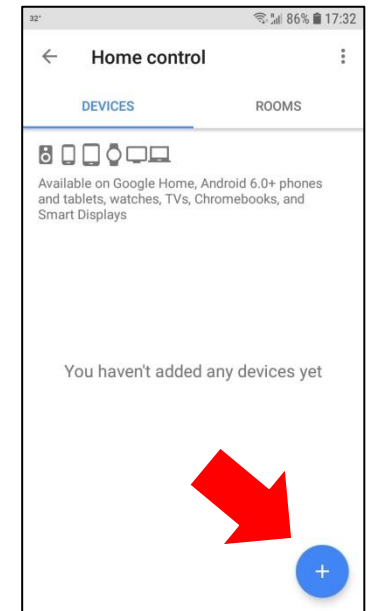 32° 86% 17:32
Home control
DEVICES ROOMS
Available on Google Home, Android 6.0+ phones
and tablets, watches, TVs, Chromebooks, and
Smart Displays
You haven't added any devices yet
+